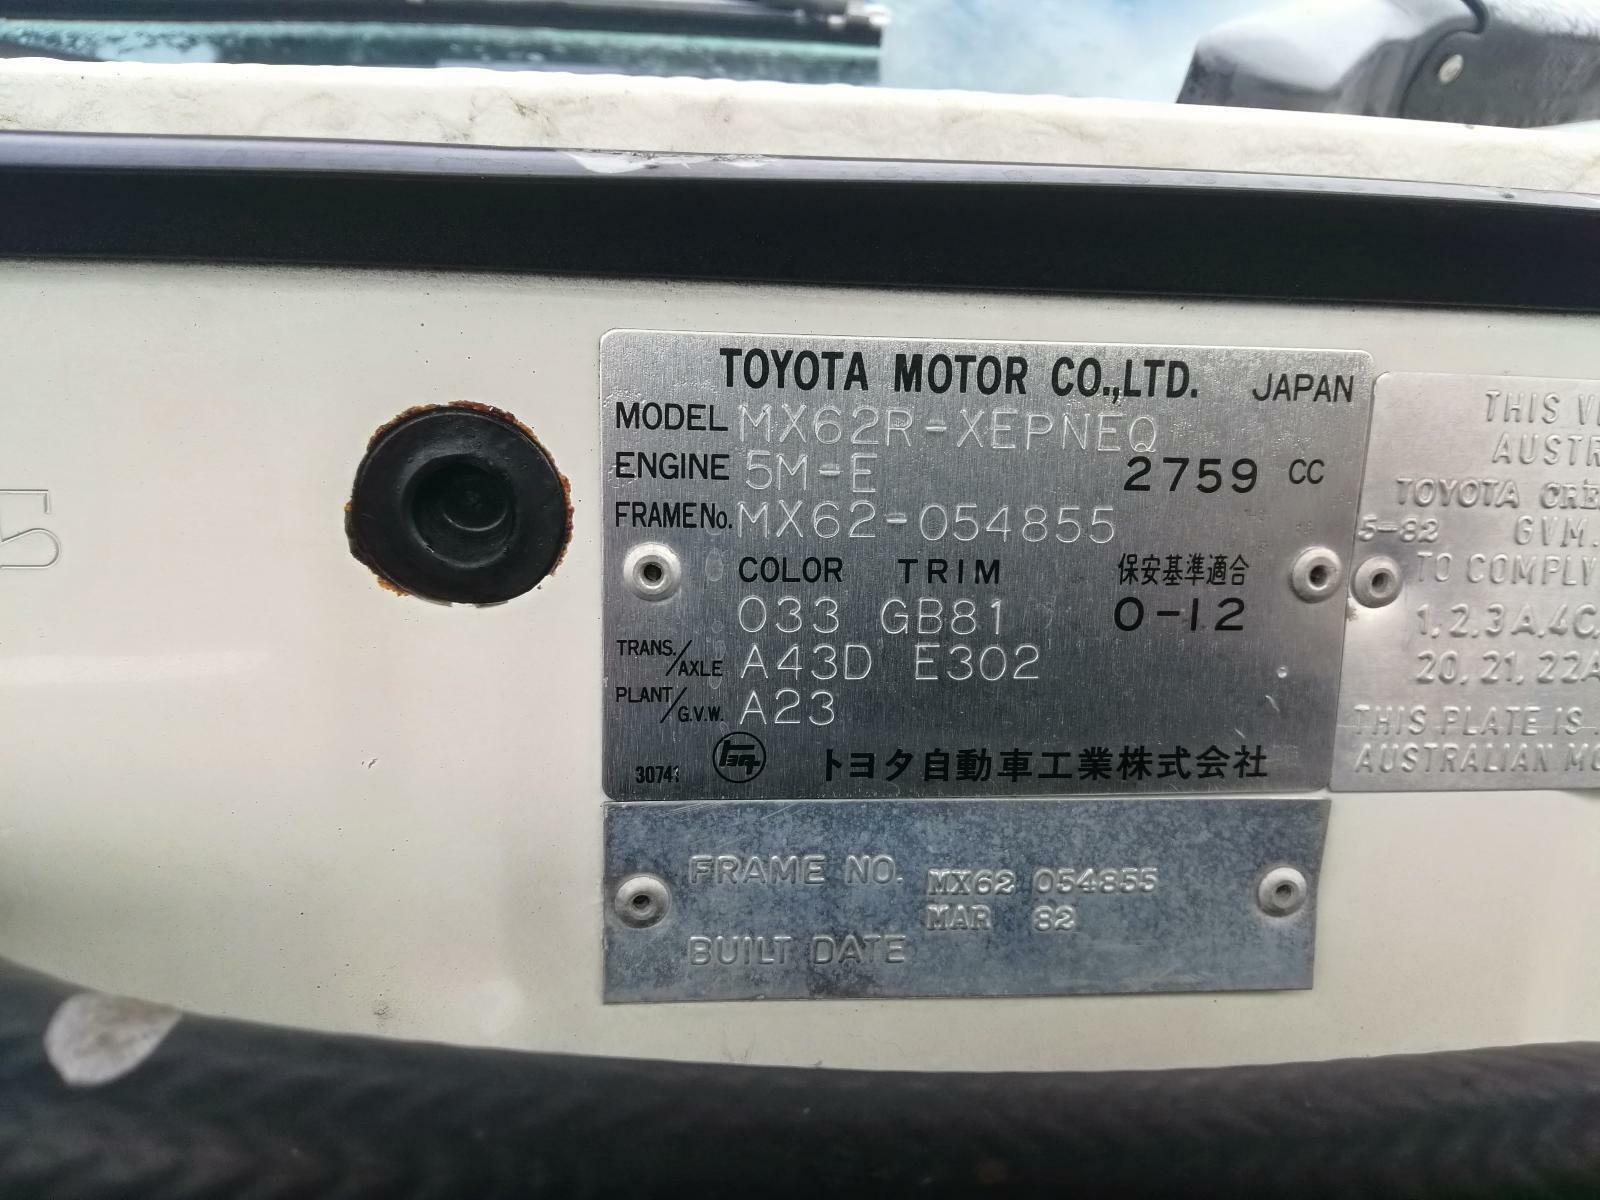 5
TOYOTA MOTOR CO.,LTD. JAPAN
MODEL MX62R-XEPNEQ
ENGINE 5M-E 2759 CC
FRAME No. MX62-054855
COLOR TRIM 保安基準適合
033 GB81 0-12
TRANS./AXLE A43D E302
PLANT/G.V.W. A23
トヨタ自動車工業株式会社
FRAME NO. MX62 054855
MAR 82
BUILT DATE
THIS
TOYOTA
5-82 GVM.
TO COMPLY
1,2,3A,4C,
20,21,22A
THIS PLATE IS
AUSTRALIAN